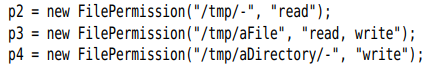 p2 = new FilePermission("/tmp/-", "read");
p3 = new FilePermission("/tmp/aFile", "read, write");
p4 = new FilePermission("/tmp/aDirectory/-", "write");